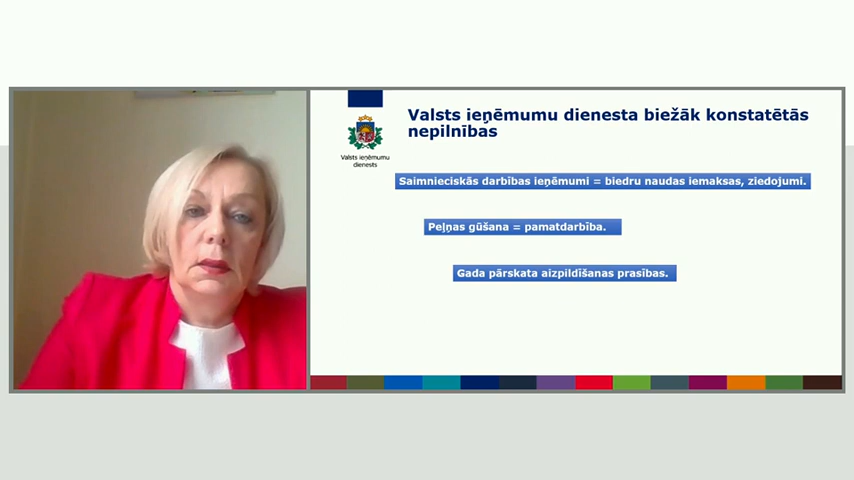 Valsts ieņēmumu dienesta biežāk konstatētās
nepilnības
Valsts ieņēmumu
dienests
Saimnieciskās darbības ieņēmumi = biedru naudas iemaksas, ziedojumi.
Peļņas gūšana = pamatdarbība.
Gada pārskata aizpildīšanas prasības.